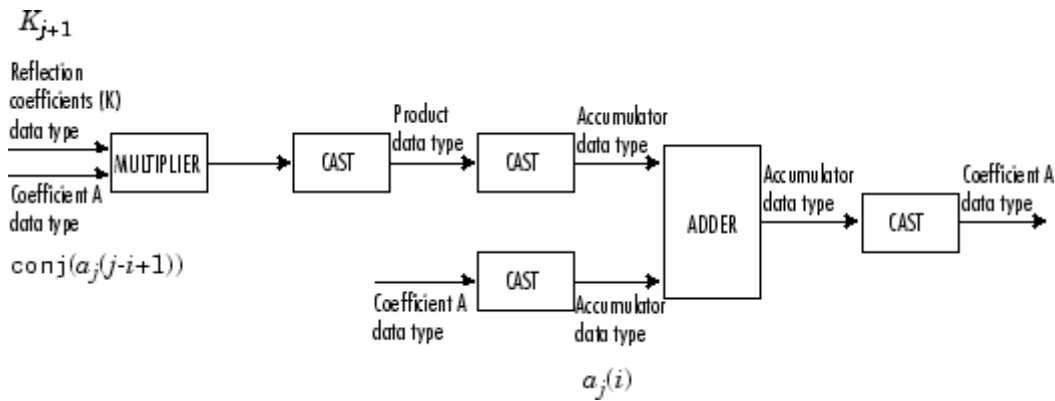 K_{j+1}
Reflection
coefficients (K)
data type
MULTIPLIER
Coefficient A
data type
conj(a_j(j-i+1))
CAST
Product
data type
CAST
Accumulator
data type
Coefficient A
data type
CAST
Accumulator
data type
a_j(i)
ADDER
Accumulator
data type
CAST
Coefficient A
data type